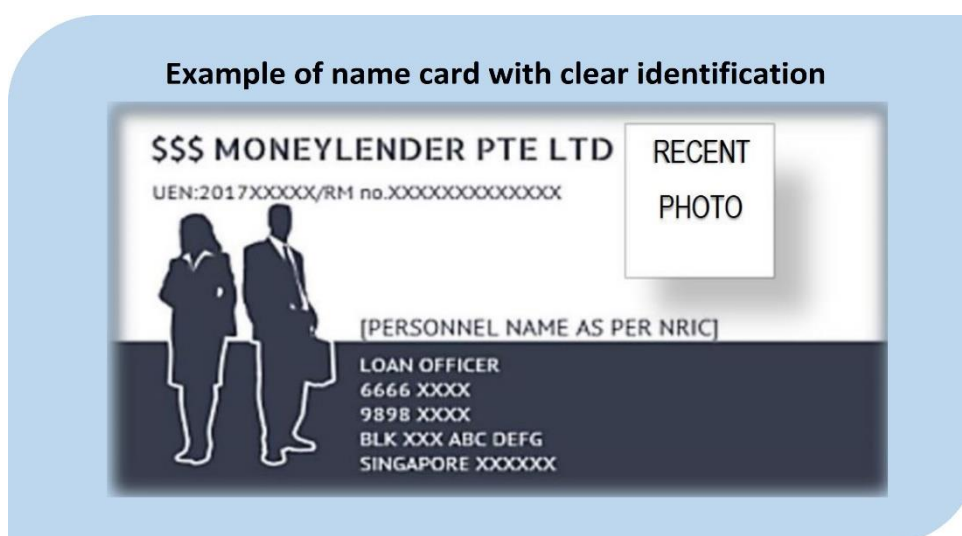 Example of name card with clear identification
$$$ MONEYLENDER PTE LTD
UEN:2017XXXXX/RM no.XXXXXXXXXXXXX
RECENT
PHOTO
[PERSONNEL NAME AS PER NRIC]
LOAN OFFICER
6666 XXXX
9898 XXXX
BLK XXX ABC DEFG
SINGAPORE XXXXXX